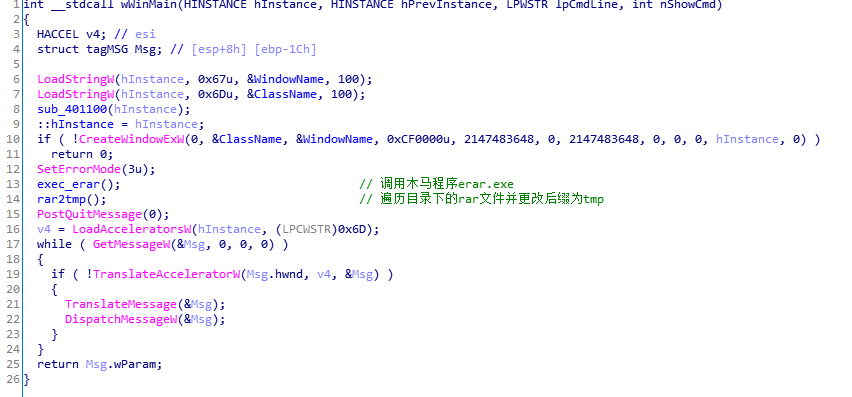 1 int __stdcall wWinMain(HINSTANCE hInstance, HINSTANCE hPrevInstance, LPWSTR lpCmdLine, int nShowCmd)
2 {
3 HACCEL v4; // esi
4 struct tagMSG Msg; // [esp+8h] [ebp-1Ch]
5
6 LoadStringW(hInstance, 0x67u, &WindowName, 100);
7 LoadStringW(hInstance, 0x6Du, &ClassName, 100);
8 sub_401100(hInstance);
9 ::hInstance = hInstance;
10 if ( !CreateWindowExW(0, &ClassName, &WindowName, 0xCF0000u, 2147483648, 0, 2147483648, 0, 0, 0, hInstance, 0) )
11 return 0;
12 SetErrorMode(3u);
13 exec_erar(); // 调用木马程序erar.exe
14 rar2tmp(); // 遍历目录下的rar文件并更改后缀为tmp
15 PostQuitMessage(0);
16 v4 = LoadAcceleratorsW(hInstance, (LPCWSTR)0x6D);
17 while ( GetMessageW(&Msg, 0, 0, 0) )
18 {
19 if ( !TranslateAcceleratorW(Msg.hwnd, v4, &Msg) )
20 {
21 TranslateMessage(&Msg);
22 DispatchMessageW(&Msg);
23 }
24 }
25 return Msg.wParam;
26 }